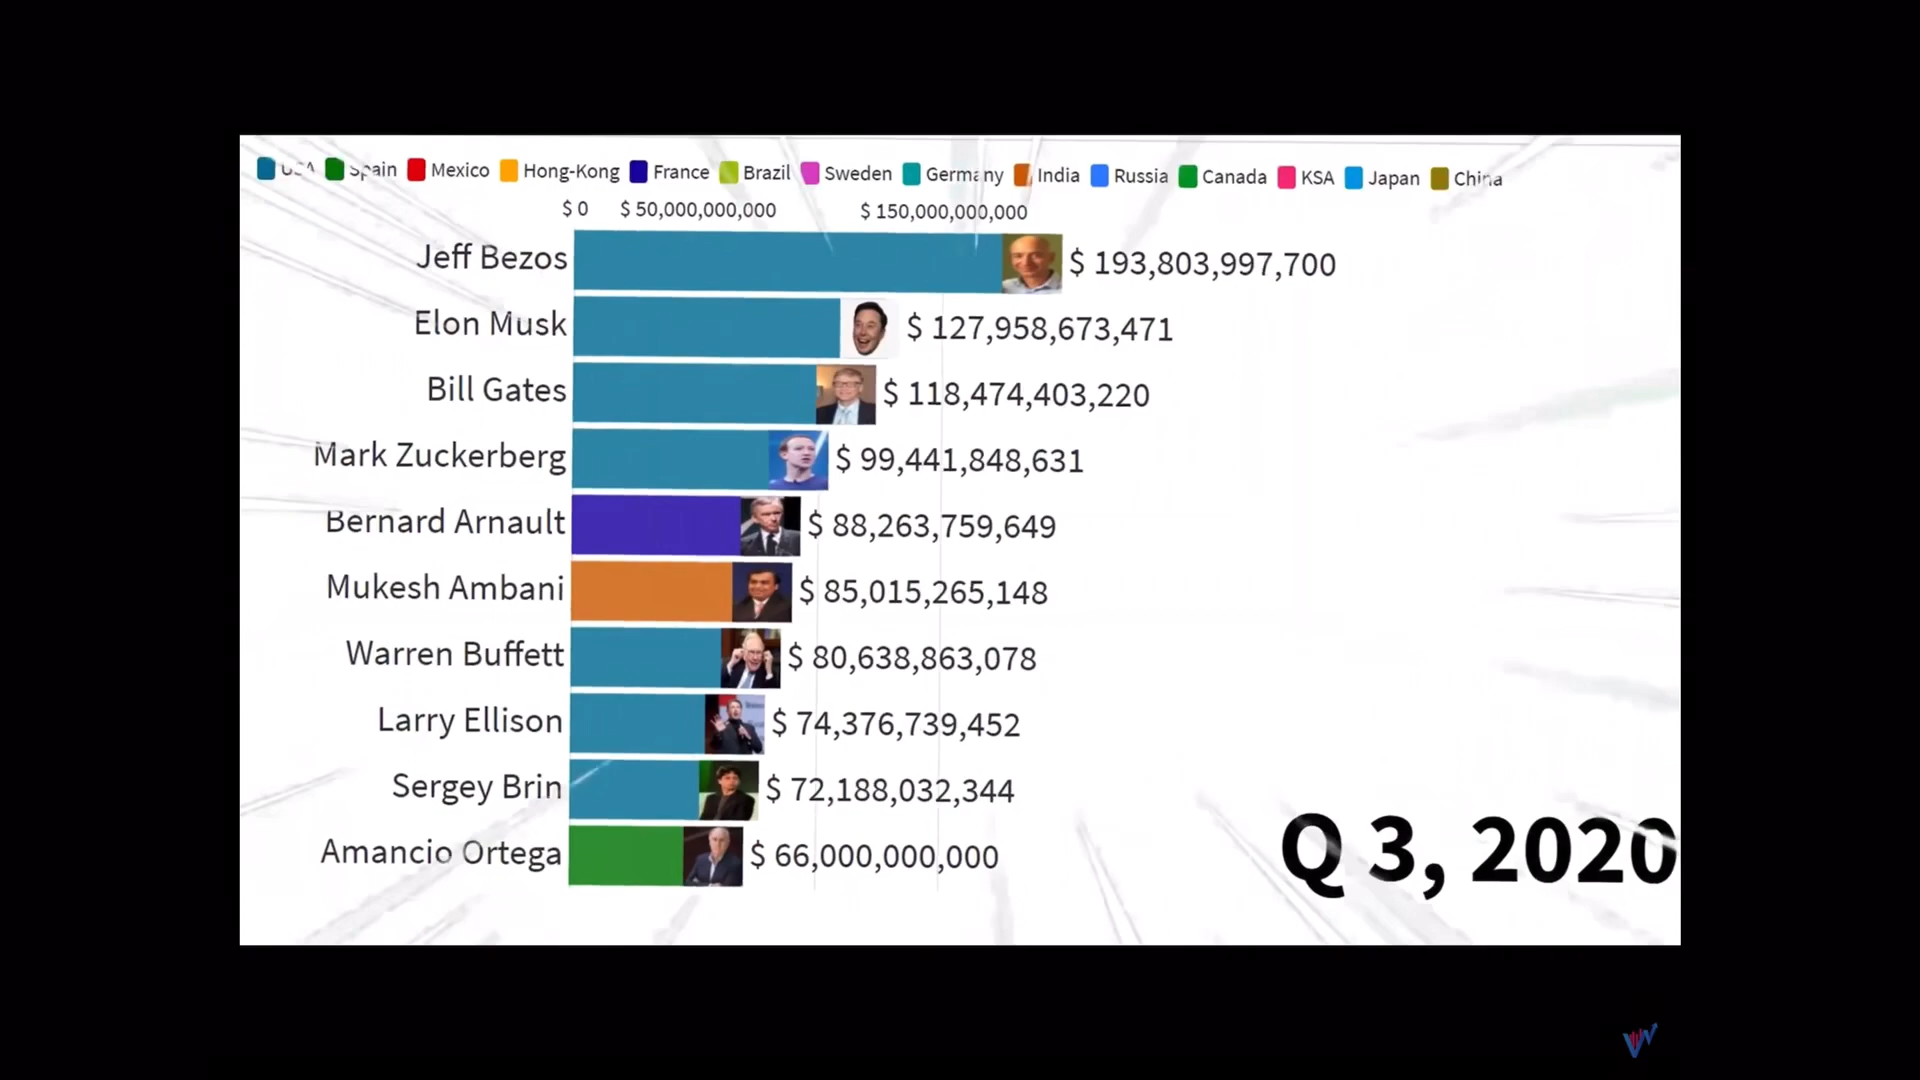 USA Spain Mexico Hong-Kong France Brazil Sweden Germany India Russia Canada KSA Japan China
$ 0 $ 50,000,000,000 $ 150,000,000,000
Jeff Bezos $ 193,803,997,700
Elon Musk $ 127,958,673,471
Bill Gates $ 118,474,403,220
Mark Zuckerberg $ 99,441,848,631
Bernard Arnault $ 88,263,759,649
Mukesh Ambani $ 85,015,265,148
Warren Buffett $ 80,638,863,078
Larry Ellison $ 74,376,739,452
Sergey Brin $ 72,188,032,344
Amancio Ortega $ 66,000,000,000
Q 3, 2020